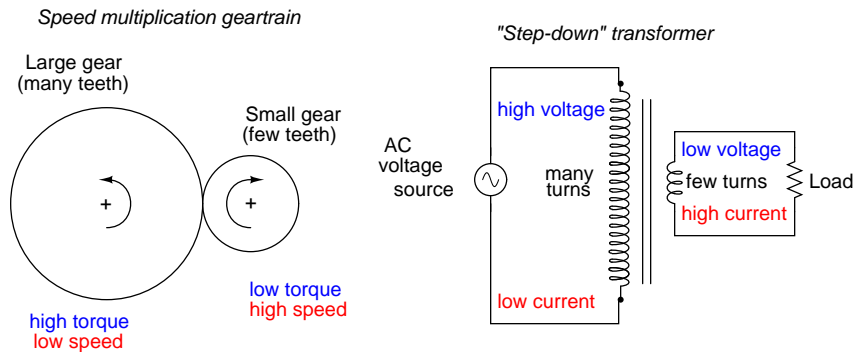 Speed multiplication geartrain
Large gear
(many teeth)
Small gear
(few teeth)
+
+
low torque
high speed
high torque
low speed
"Step-down" transformer
high voltage
AC
voltage
source
many
turns
low voltage
few turns
high current
Load
low current